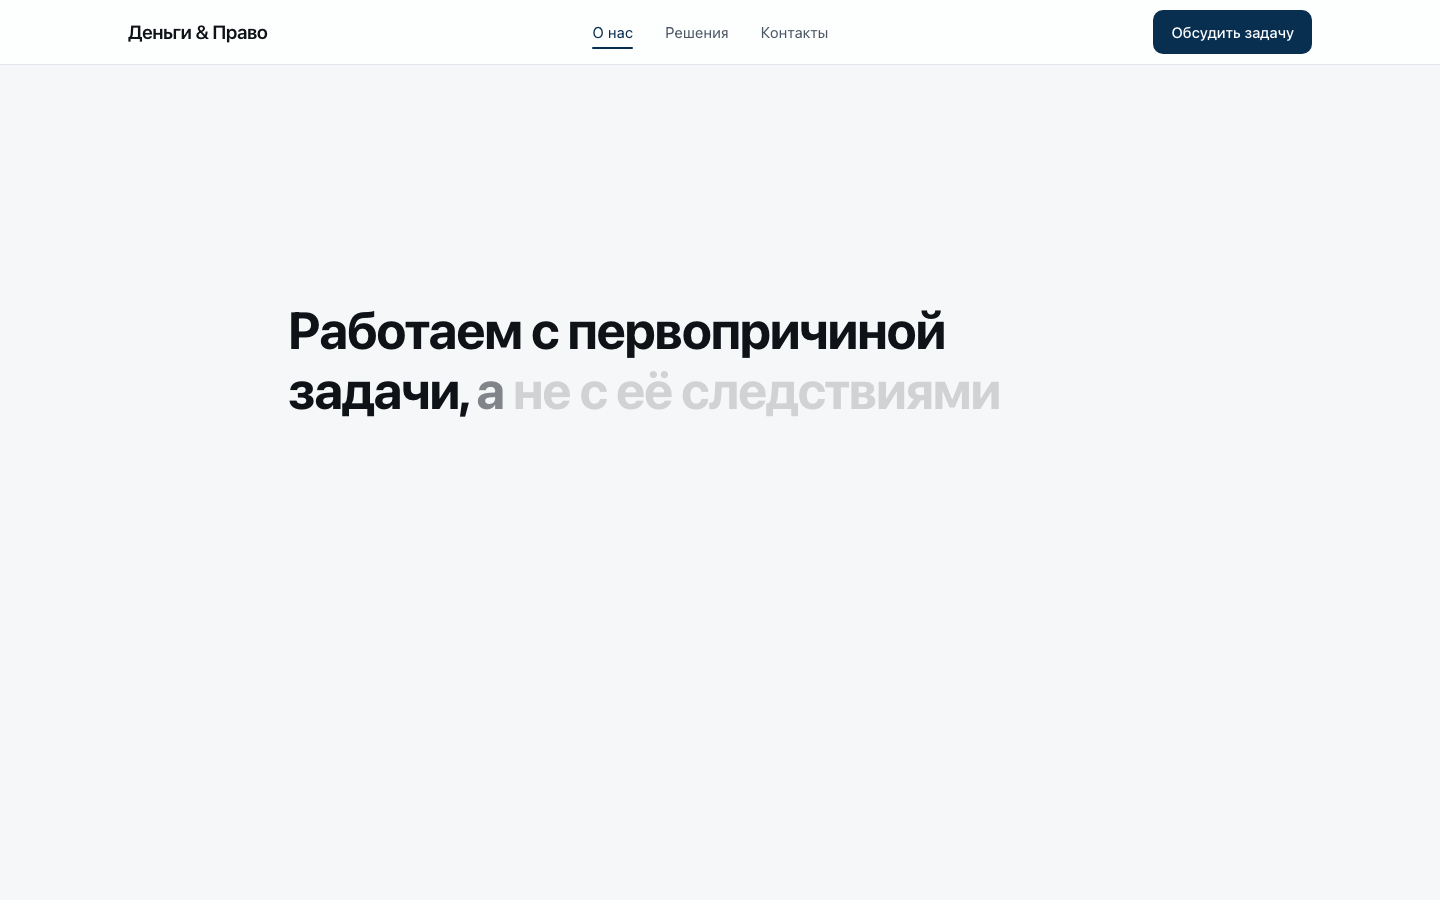 Деньги & Право
О нас
Решения
Контакты
Обсудить задачу
Работаем с первопричиной
задачи, а не с её следствиями